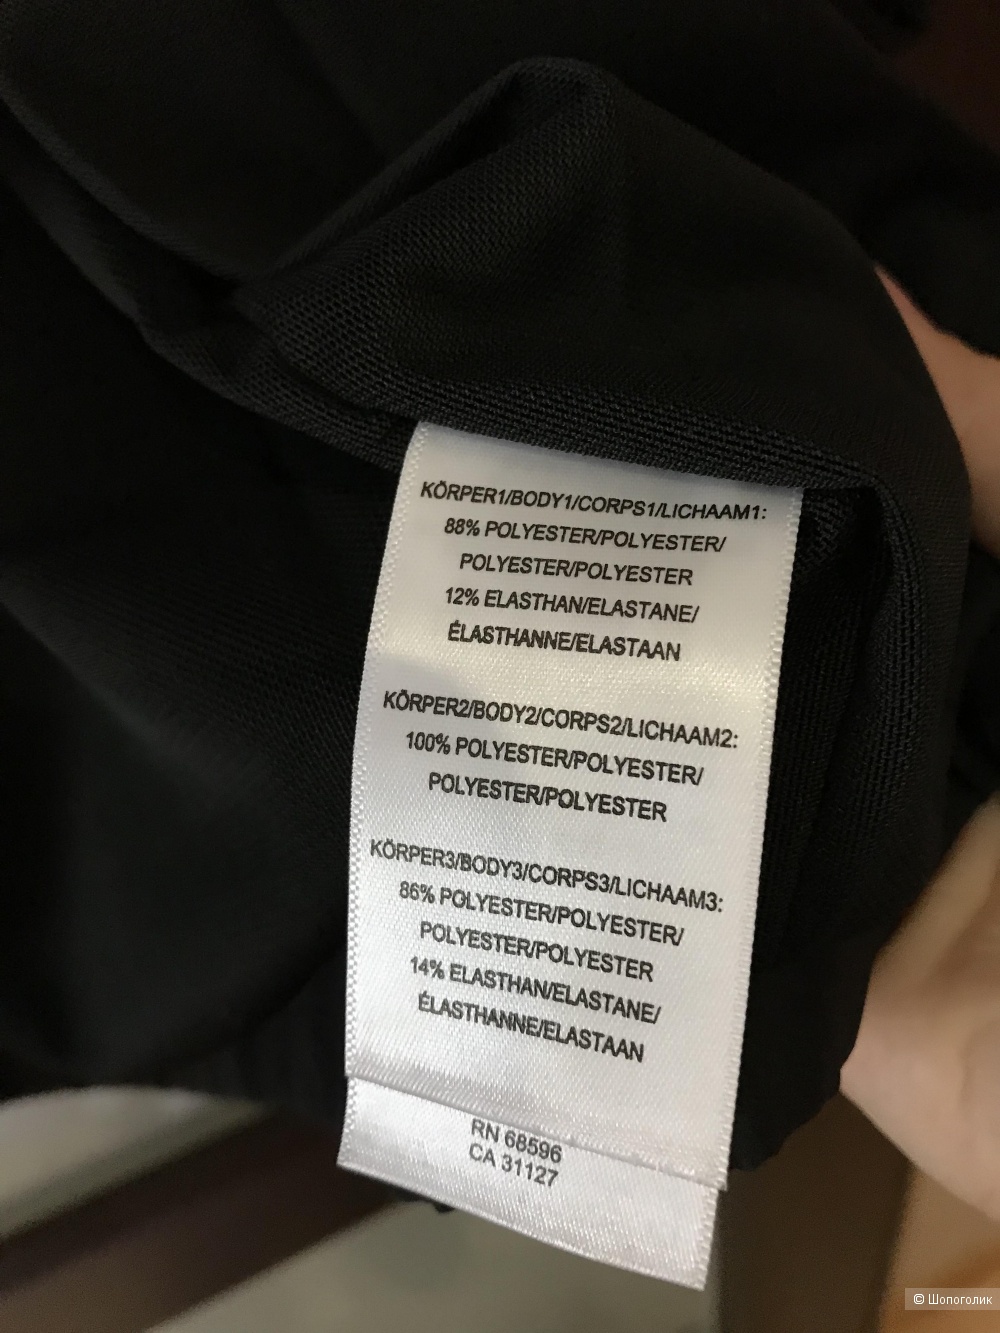 KÖRPER1/BODY1/CORPS1/LICHAAM1:
88% POLYESTER/POLYESTER/
POLYESTER/POLYESTER
12% ELASTHAN/ELASTANE/
ÉLASTHANNE/ELASTAAN
KÖRPER2/BODY2/CORPS2/LICHAAM2:
100% POLYESTER/POLYESTER/
POLYESTER/POLYESTER
KÖRPER3/BODY3/CORPS3/LICHAAM3:
86% POLYESTER/POLYESTER/
POLYESTER/POLYESTER
14% ELASTHAN/ELASTANE/
ÉLASTHANNE/ELASTAAN
RN 68596
CA 31127
© Шопоголик